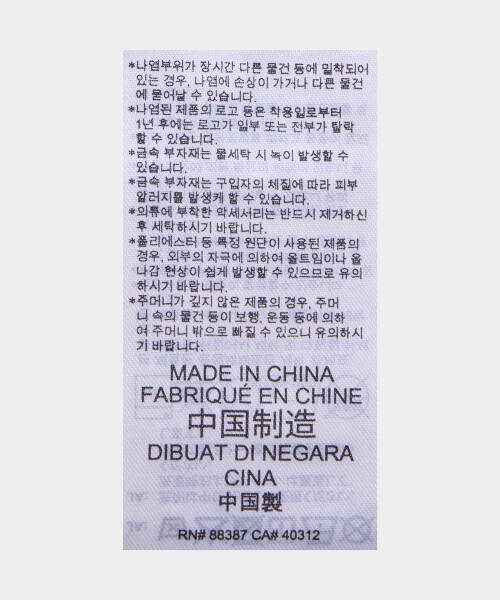 *나염부위가 장시간 다른 물건 등에 밀착되어
있는 경우, 나염에 손상이 가거나 다른 물건
에 묻어날 수 있습니다.
*나염된 제품의 로고 등은 착용일로부터
1년 후에는 로고가 일부 또는 전부가 탈락
할 수 있습니다.
*금속 부자재는 물세탁 시 녹이 발생할 수
있습니다.
*금속 부자재는 구입자의 체질에 따라 피부
알러지를 발생케 할 수 있습니다.
*의류에 부착한 악세서리는 반드시 제거하신
후 세탁하시기 바랍니다.
*폴리에스터 등 특정 원단이 사용된 제품의
경우, 외부의 자극에 의하여 올트임이나 올
나감 현상이 쉽게 발생할 수 있으므로 유의
하시기 바랍니다.
*주머니가 깊지 않은 제품의 경우, 주머
니 속의 물건 등이 보행, 운동 등에 의하
여 주머니 밖으로 빠질 수 있으니 유의하시
기 바랍니다.
MADE IN CHINA
FABRIQUÉ EN CHINE
中国制造
DIBUAT DI NEGARA
CINA
中国製
RN# 88387 CA# 40312